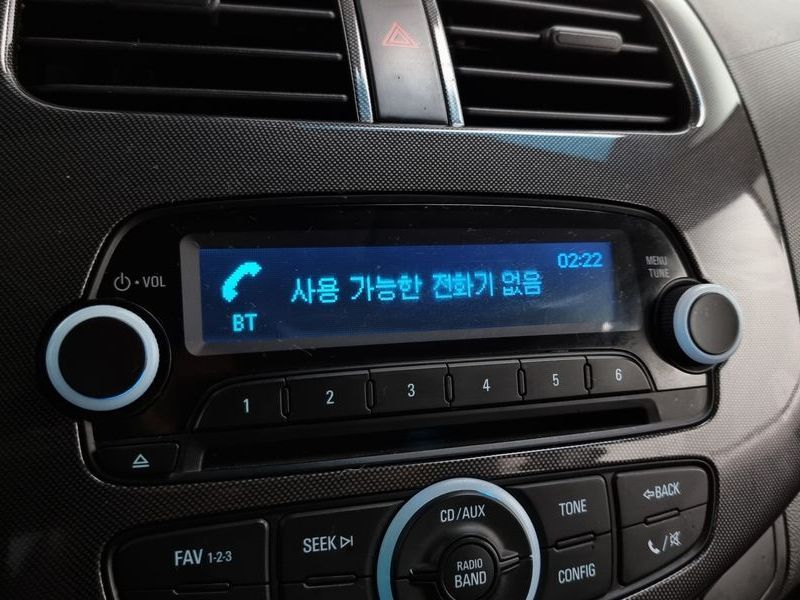 VOL
MENU
TUNE
02:22
사용 가능한 전화기 없음
BT
1 2 3 4 5 6
FAV 1-2-3
SEEK
CD/AUX
RADIO
BAND
TONE
CONFIG
BACK